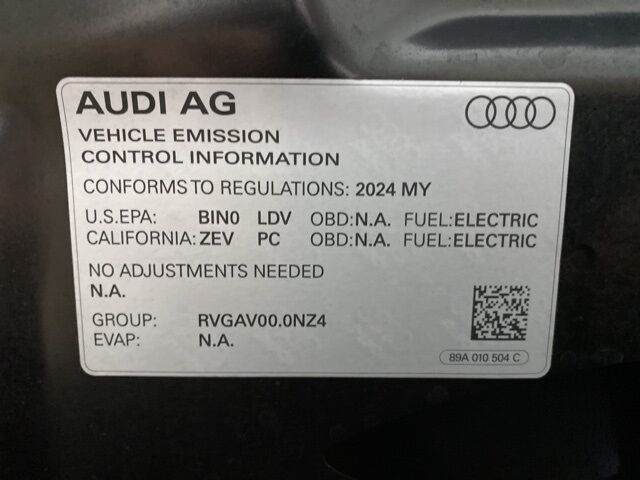 AUDI AG
VEHICLE EMISSION
CONTROL INFORMATION
CONFORMS TO REGULATIONS: 2024 MY
U.S.EPA: BIN0 LDV OBD:N.A. FUEL:ELECTRIC
CALIFORNIA: ZEV PC OBD:N.A. FUEL:ELECTRIC
NO ADJUSTMENTS NEEDED
N.A.
GROUP: RVGAV00.0NZ4
EVAP: N.A.
89A 010 504 C